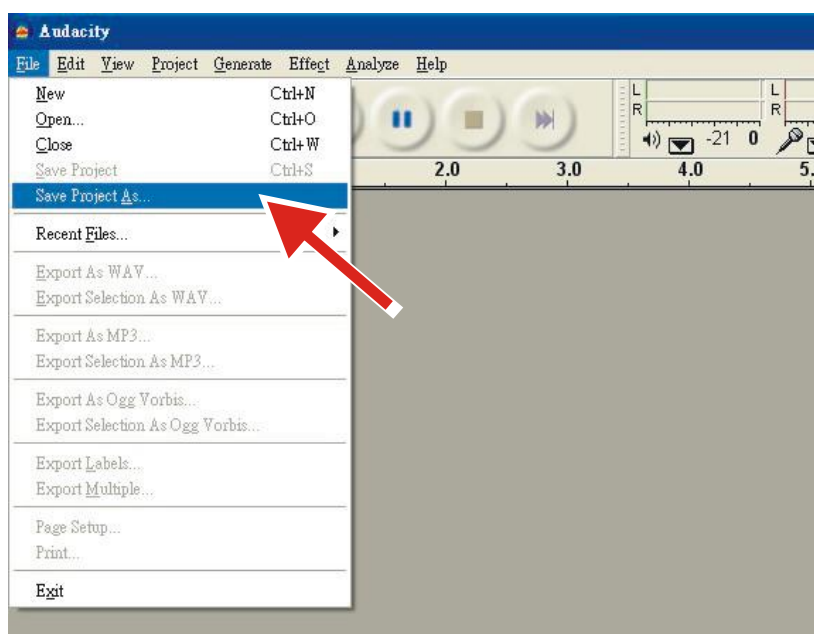 Audacity
File Edit View Project Generate Effect Analyze Help
New Ctrl+N
Open... Ctrl+O
Close Ctrl+W
Save Project Ctrl+S
Save Project As...
Recent Files...
Export As WAV...
Export Selection As WAV...
Export As MP3...
Export Selection As MP3...
Export As Ogg Vorbis...
Export Selection As Ogg Vorbis...
Export Labels...
Export Multiple...
Page Setup...
Print...
Exit
L L
R R
-21 0
2.0 3.0 4.0 5.